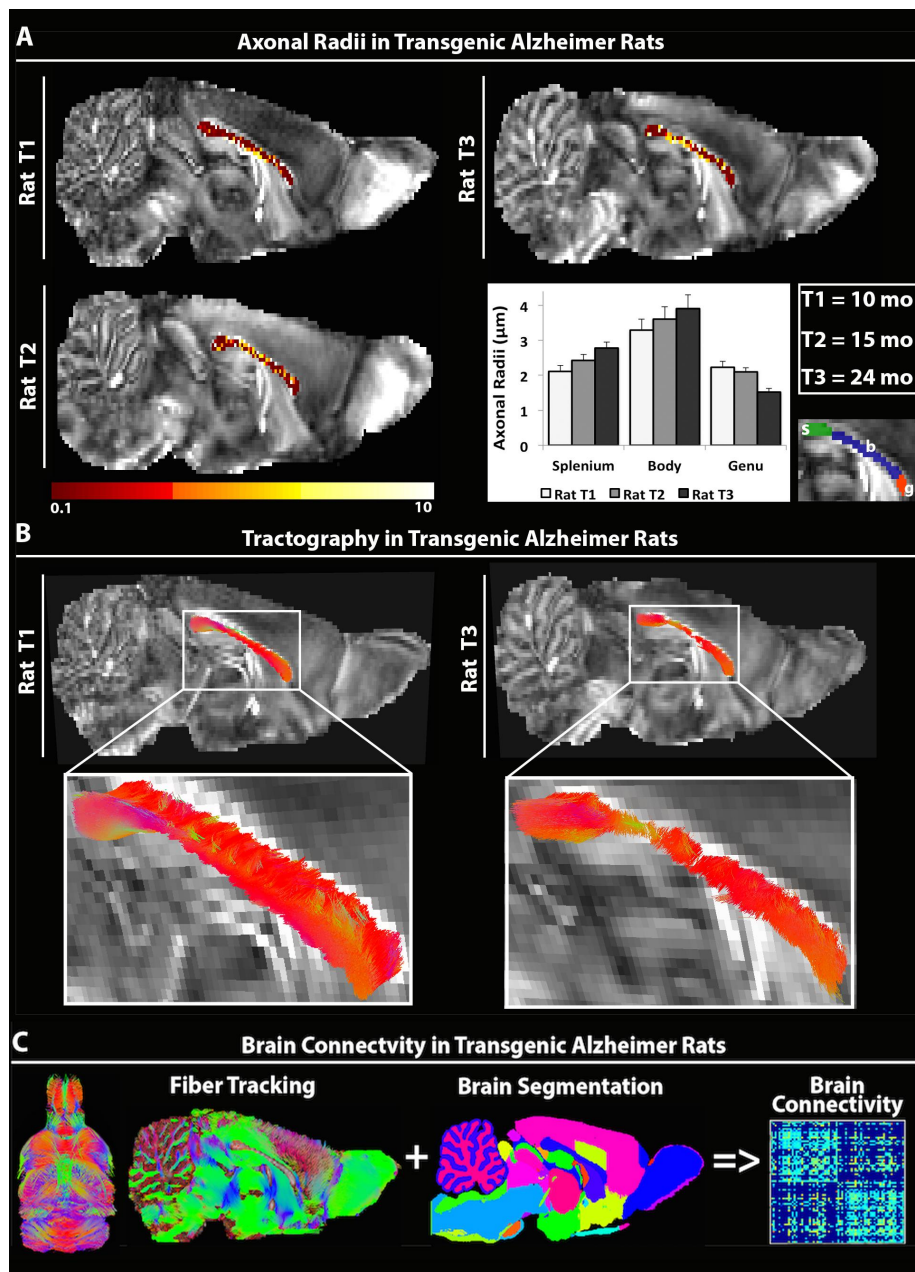 A
Axonal Radii in Transgenic Alzheimer Rats
Rat T1
Rat T3
Rat T2
0.1
10
Axonal Radii (μm)
4
3
2
1
0
Splenium
Body
Genu
Rat T1
Rat T2
Rat T3
T1 = 10 mo
T2 = 15 mo
T3 = 24 mo
s
b
g
B
Tractography in Transgenic Alzheimer Rats
Rat T1
Rat T3
C
Brain Connectvity in Transgenic Alzheimer Rats
Fiber Tracking
Brain Segmentation
Brain
Connectivity
+
=>